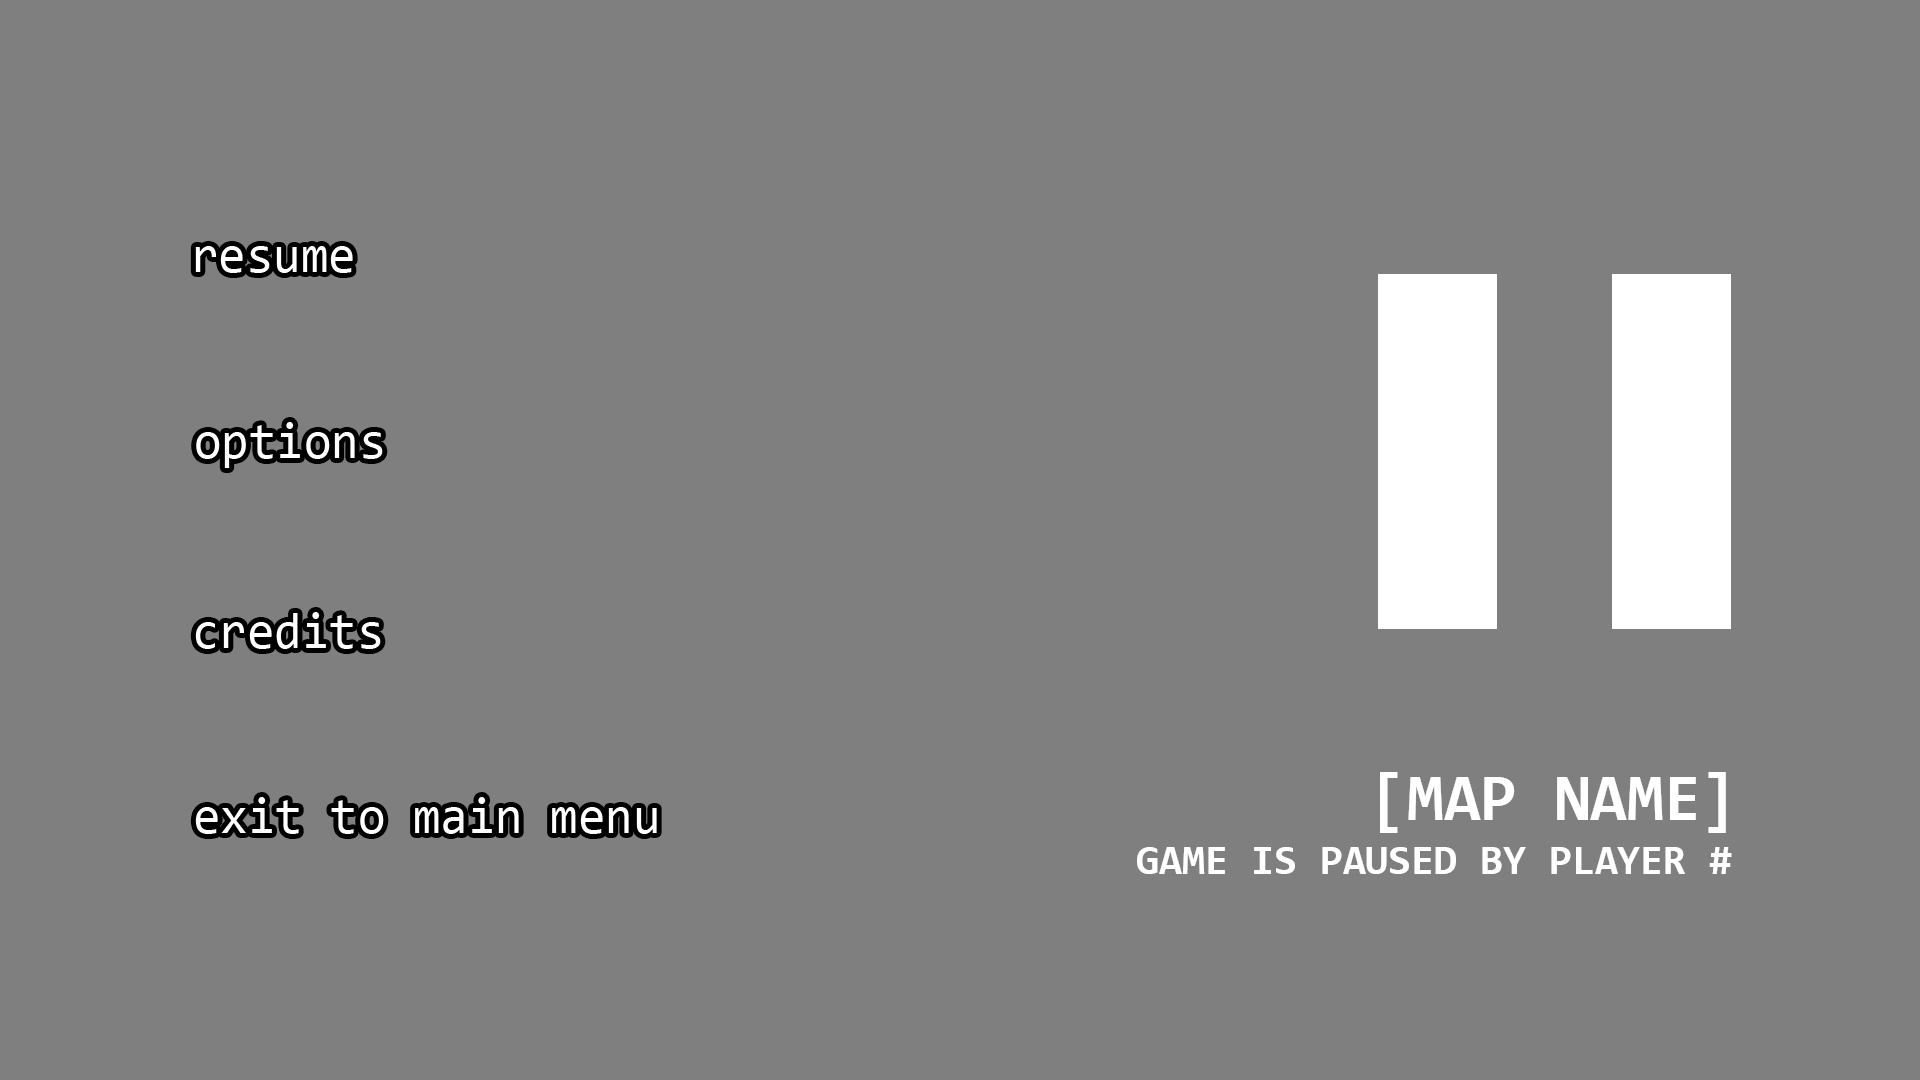 resume
options
credits
exit to main menu
[MAP NAME]
GAME IS PAUSED BY PLAYER #